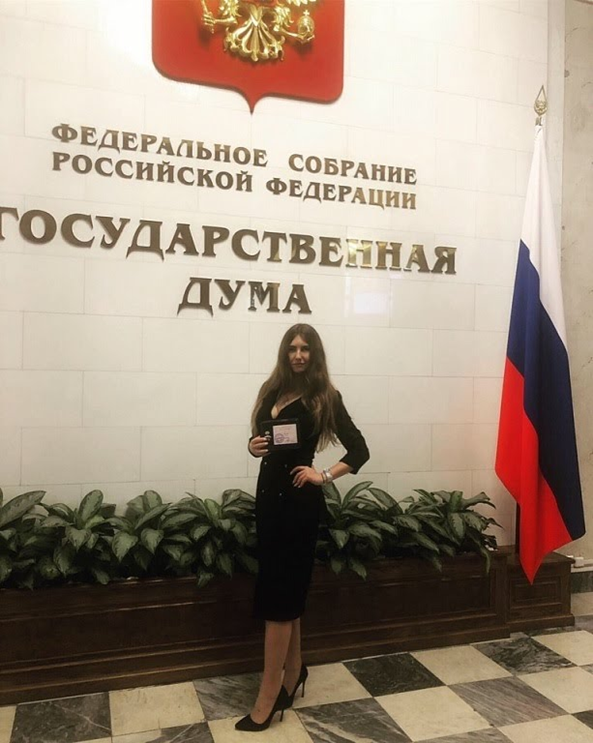 ФЕДЕРАЛЬНОЕ СОБРАНИЕ
РОССИЙСКОЙ ФЕДЕРАЦИИ
ГОСУДАРСТВЕННАЯ
ДУМА